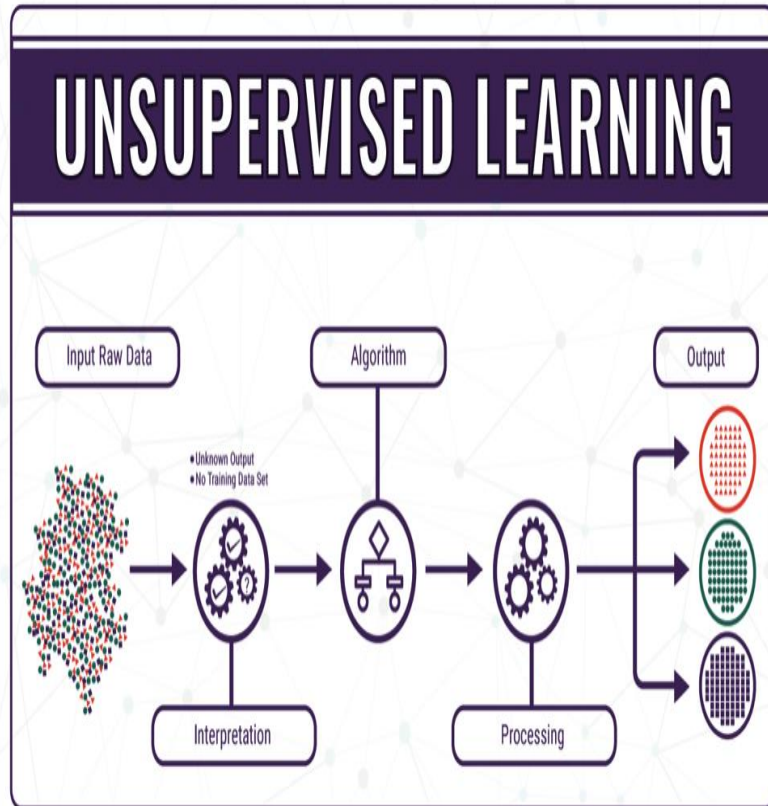 UNSUPERVISED LEARNING
Input Raw Data
Algorithm
Output
•Unknown Output
•No Training Data Set
?
Interpretation
Processing